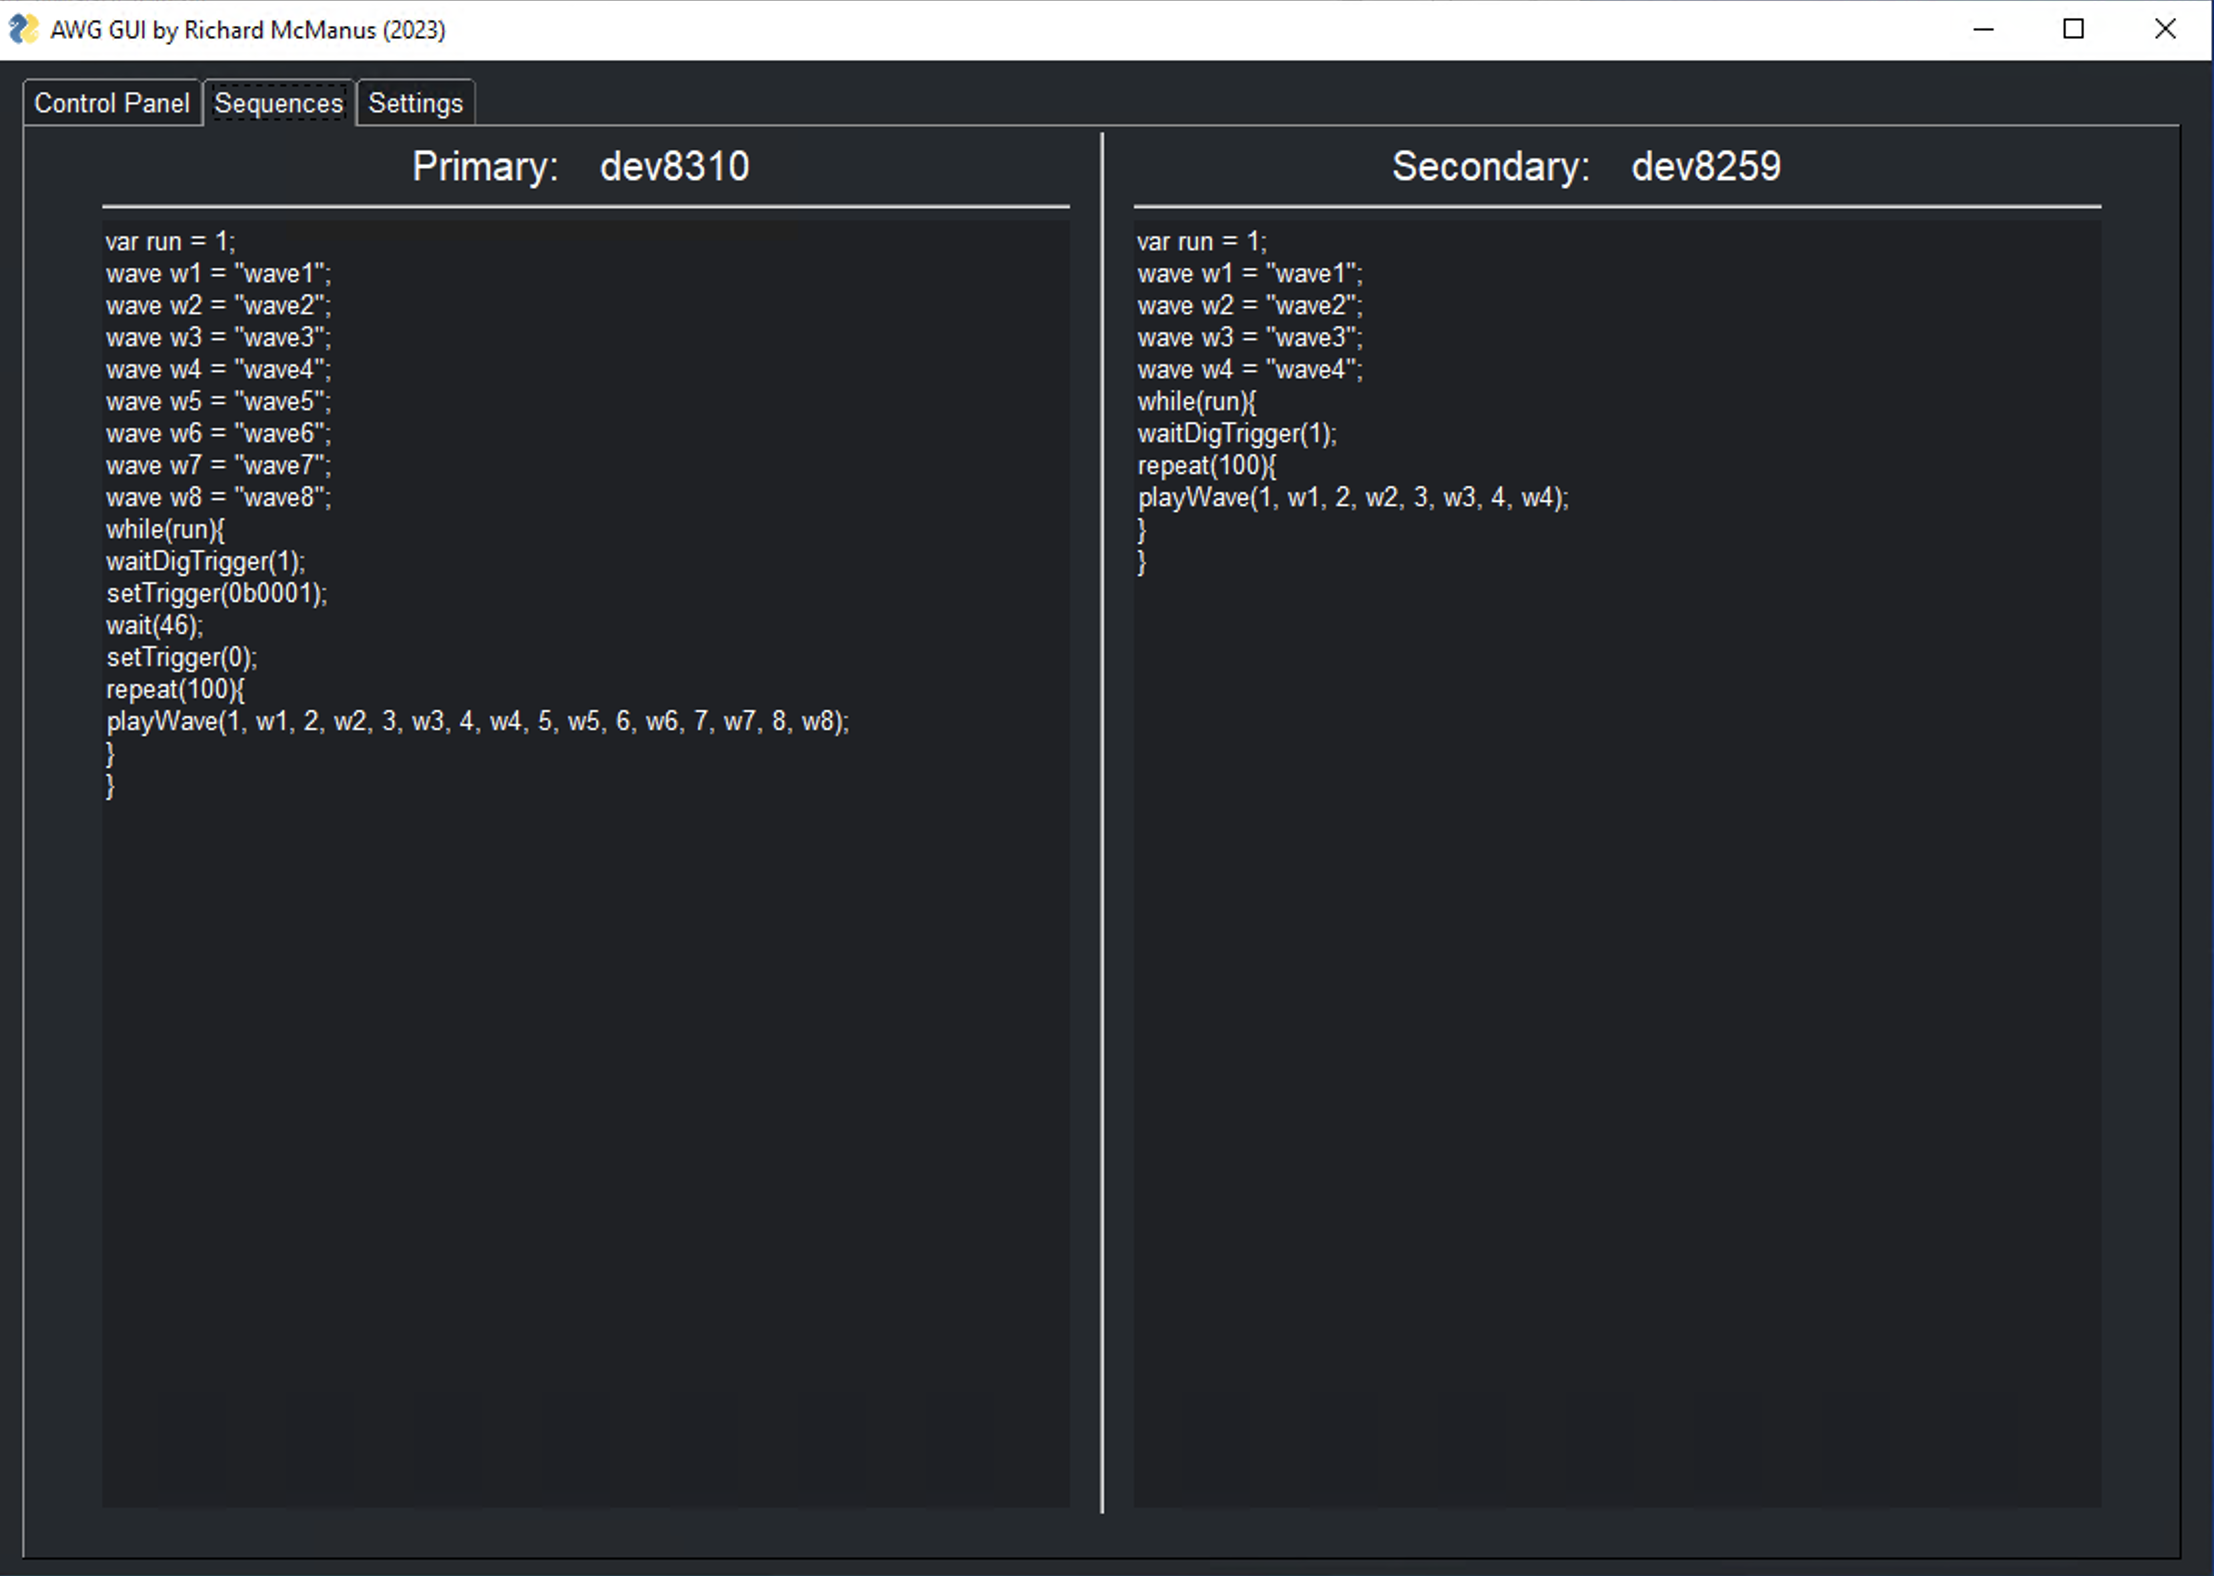 AWG GUI by Richard McManus (2023)
Control Panel Sequences Settings
Primary: dev8310
var run = 1;
wave w1 = "wave1";
wave w2 = "wave2";
wave w3 = "wave3";
wave w4 = "wave4";
wave w5 = "wave5";
wave w6 = "wave6";
wave w7 = "wave7";
wave w8 = "wave8";
while(run){
waitDigTrigger(1);
setTrigger(0b0001);
wait(46);
setTrigger(0);
repeat(100){
playWave(1, w1, 2, w2, 3, w3, 4, w4, 5, w5, 6, w6, 7, w7, 8, w8);
}
}
Secondary: dev8259
var run = 1;
wave w1 = "wave1";
wave w2 = "wave2";
wave w3 = "wave3";
wave w4 = "wave4";
while(run){
waitDigTrigger(1);
repeat(100){
playWave(1, w1, 2, w2, 3, w3, 4, w4);
}
}